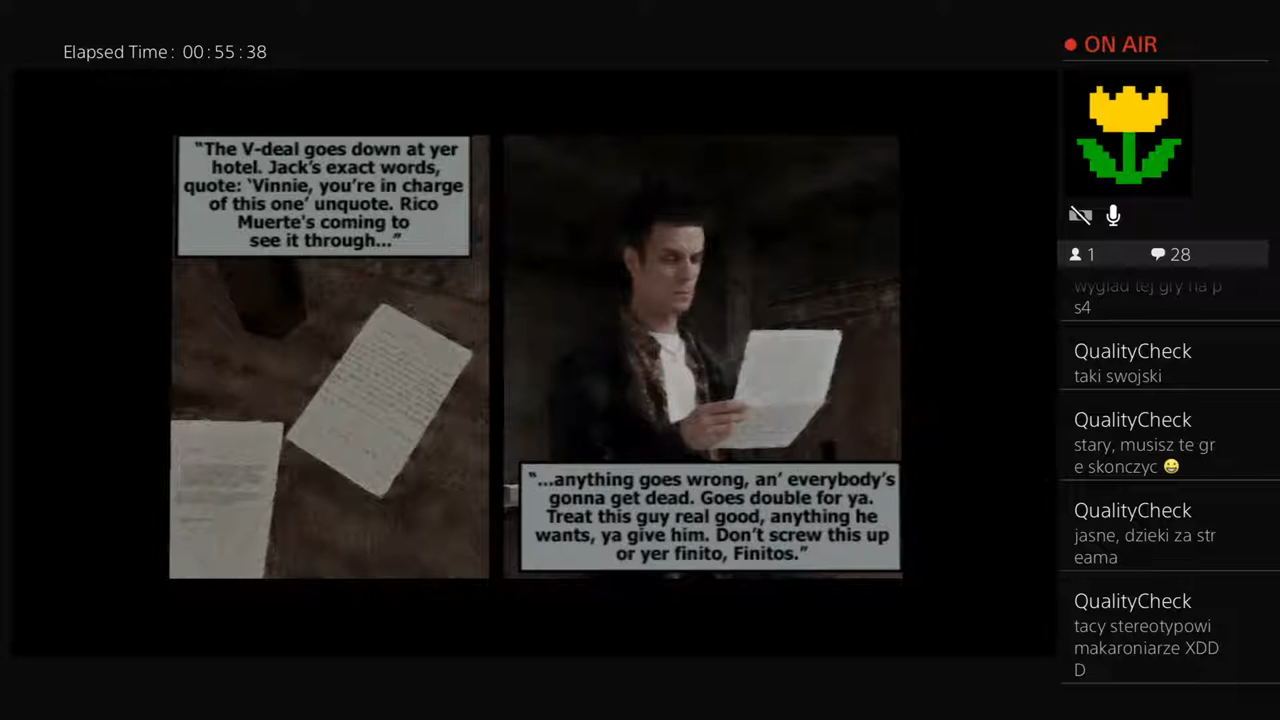 Elapsed Time: 00:55:38
ON AIR
"The V-deal goes down at yer
hotel. Jack's exact words,
quote: 'Vinnie, you're in charge
of this one' unquote. Rico
Muerte's coming to
see it through..."
"...anything goes wrong, an' everybody's
gonna get dead. Goes double for ya.
Treat this guy real good, anything he
wants, ya give him. Don't screw this up
or yer finito, Finitos."
1
28
wyglad tej gry na p
s4
QualityCheck
taki swojski
QualityCheck
stary, musisz te gr
e skonczyc 😀
QualityCheck
jasne, dzieki za str
eama
QualityCheck
tacy stereotypowi
makaroniarze XDD
D